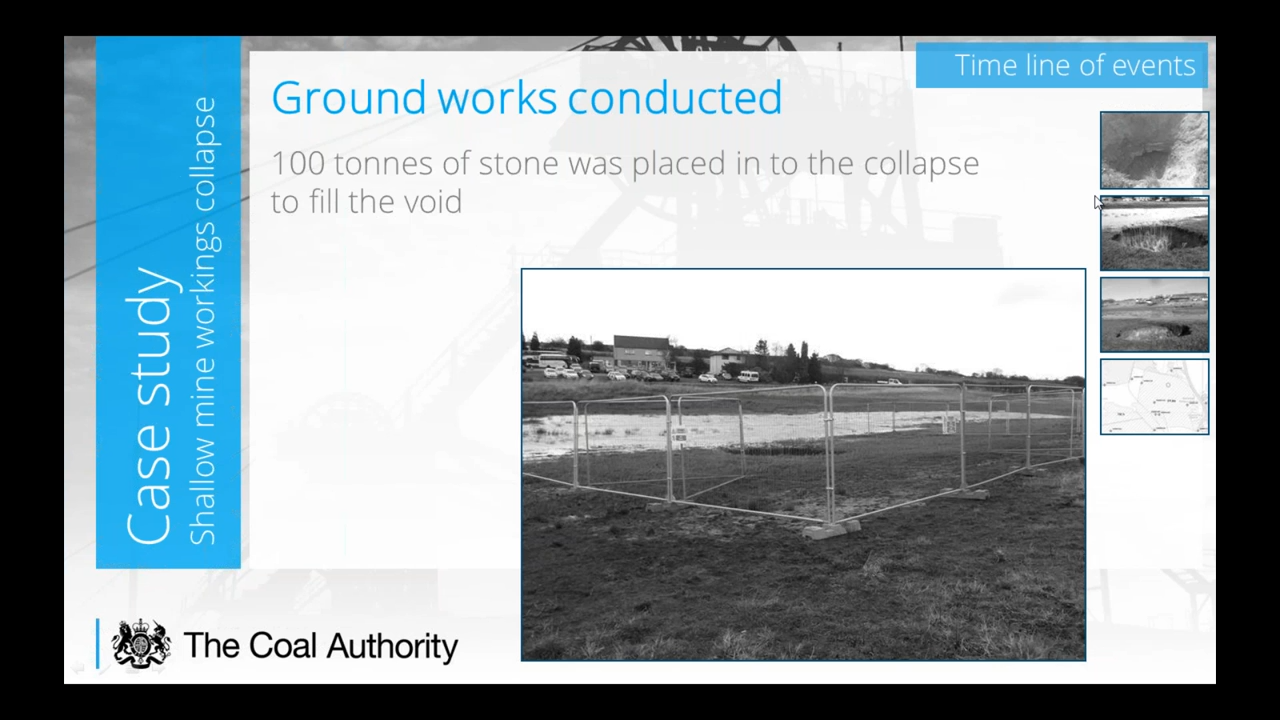 Time line of events
Ground works conducted
100 tonnes of stone was placed in to the collapse
to fill the void
Case study
Shallow mine workings collapse
The Coal Authority